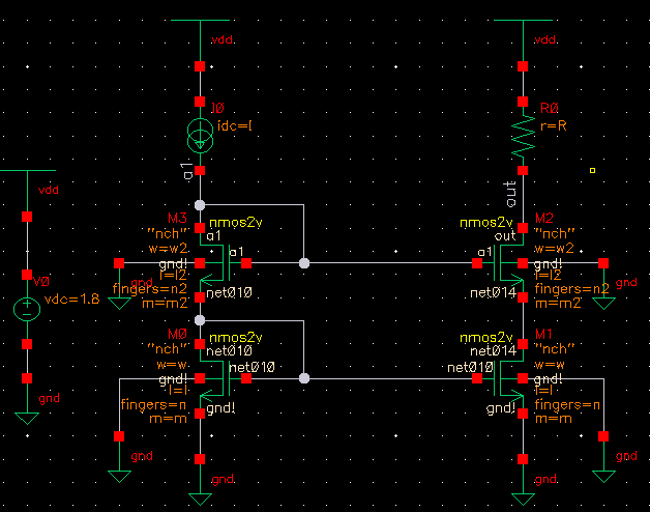 vdd
vdd
I0
idc=I
R0
r=R
a1
vdd
out
M3
nmos2v
a1
"nch"
w=w2
a1
gnd!
l=l2
gnd
fingers=n2
m=m2
net010
nmos2v
M2
out
"nch"
a1
w=w2
gnd!
l=l2
gnd
fingers=n2
net014
m=m2
V0
vdc=1.8
M0
nmos2v
net010
"nch"
w=w
net010
gnd!
l=l
fingers=n
gnd!
m=m
nmos2v
M1
net014
"nch"
net010
w=w
gnd!
l=l
fingers=n
gnd!
m=m
gnd
gnd
gnd
gnd
gnd